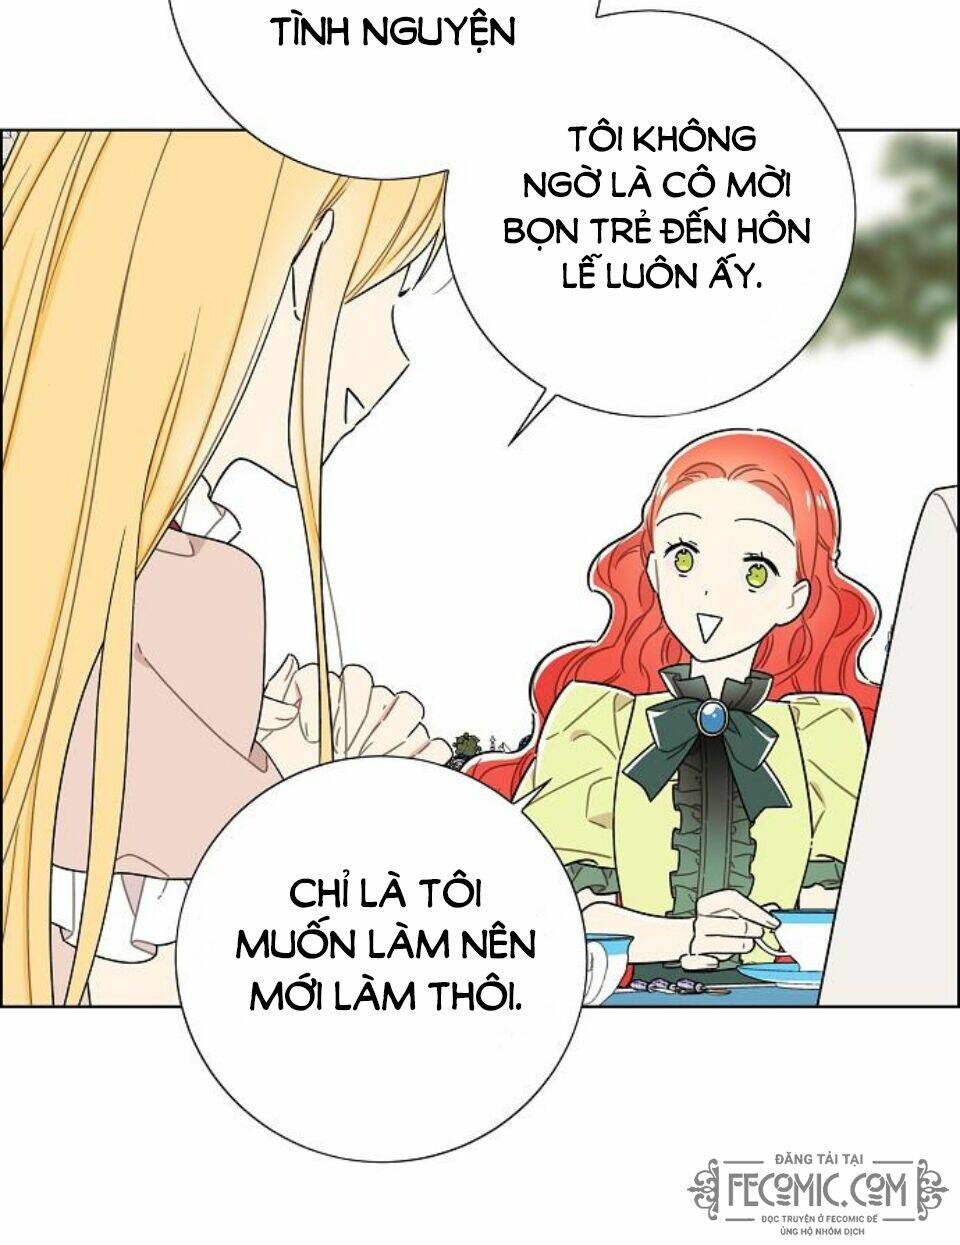 TÌNH NGUYỆN
TÔI KHÔNG
NGỜ LÀ CÔ MỜI
BỌN TRẺ ĐẾN HÔN
LỄ LUÔN ẤY.
CHỈ LÀ TÔI
MUỐN LÀM NÊN
MỚI LÀM THÔI.
ĐĂNG TẢI TẠI
FECOMIC.COM
ĐỌC TRUYỆN Ở FECOMIC ĐỂ
ỦNG HỘ NHÓM DỊCH